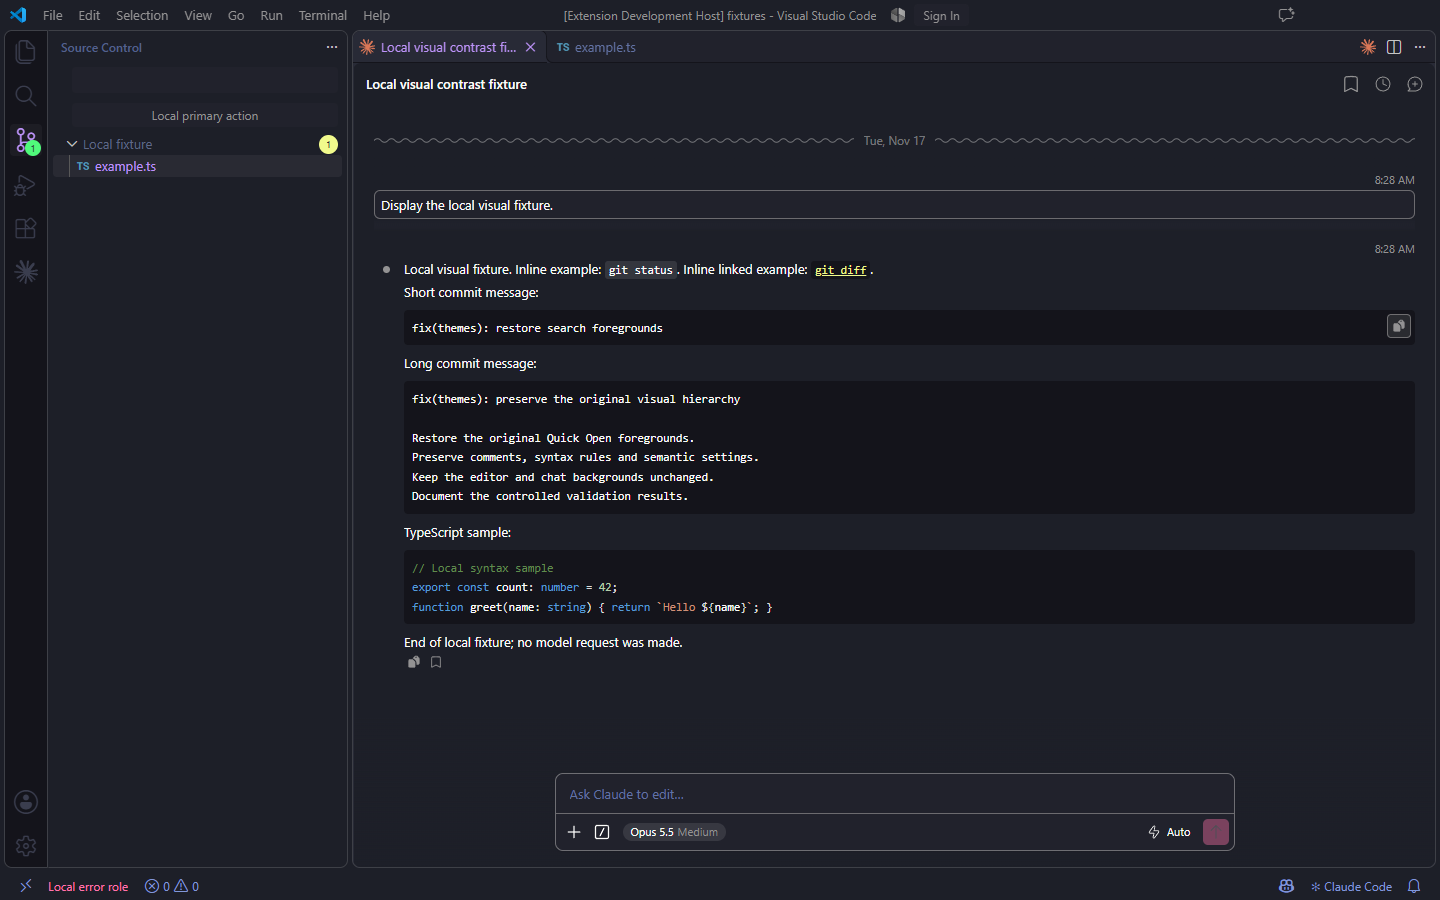 File Edit Selection View Go Run Terminal Help
[Extension Development Host] fixtures - Visual Studio Code
Sign In
Source Control
Local primary action
Local fixture 1
TS example.ts
1
Local visual contrast fi...
TS example.ts
Local visual contrast fixture
Tue, Nov 17
8:28 AM
Display the local visual fixture.
8:28 AM
Local visual fixture. Inline example: git status. Inline linked example: git diff.
Short commit message:
fix(themes): restore search foregrounds
Long commit message:
fix(themes): preserve the original visual hierarchy
Restore the original Quick Open foregrounds.
Preserve comments, syntax rules and semantic settings.
Keep the editor and chat backgrounds unchanged.
Document the controlled validation results.
TypeScript sample:
// Local syntax sample
export const count: number = 42;
function greet(name: string) { return `Hello ${name}`; }
End of local fixture; no model request was made.
Ask Claude to edit...
Opus 5.5 Medium
Auto
Local error role 0 0
Claude Code